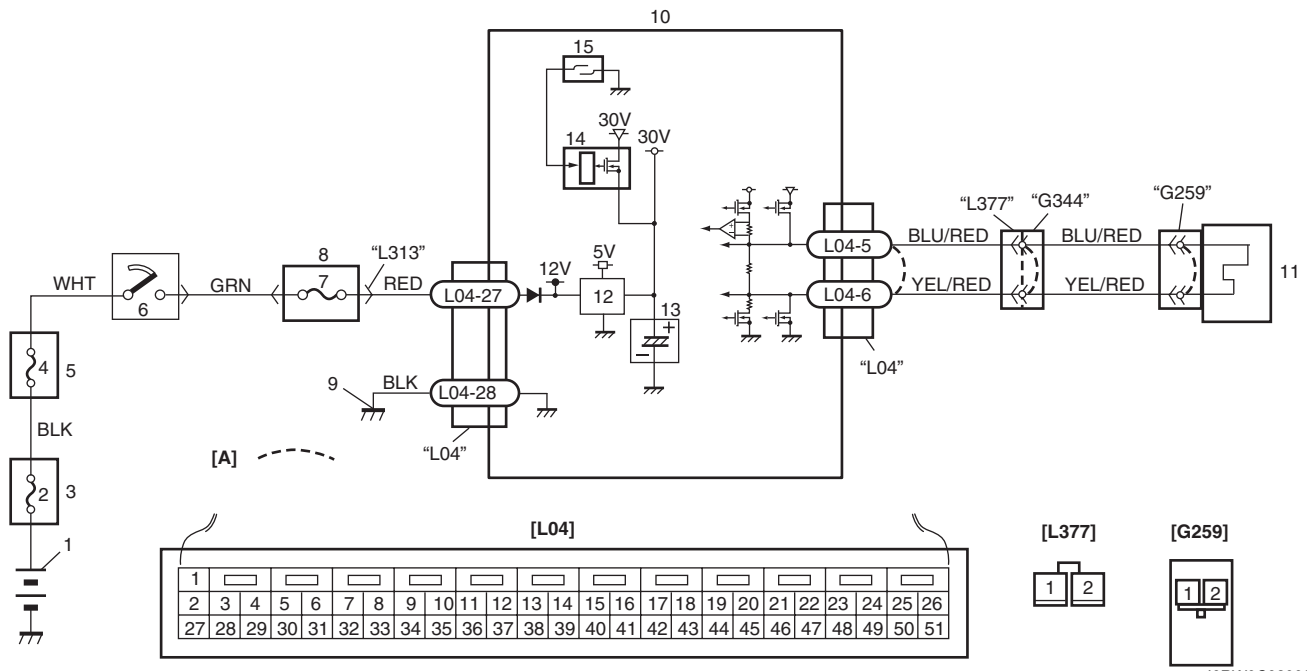 10
15
30V
14
30V
"L377"
"G344"
"G259"
L04-5
BLU/RED
BLU/RED
11
8
"L313"
5V
12V
WHT
GRN
7
RED
L04-27
12
L04-6
YEL/RED
YEL/RED
6
13
+
−
4
5
9
BLK
L04-28
"L04"
BLK
[A]
"L04"
2
3
1
[L04]
[L377]
[G259]
1
2 3 4 5 6 7 8 9 10 11 12 13 14 15 16 17 18 19 20 21 22 23 24 25 26
27 28 29 30 31 32 33 34 35 36 37 38 39 40 41 42 43 44 45 46 47 48 49 50 51
1 2
1 2